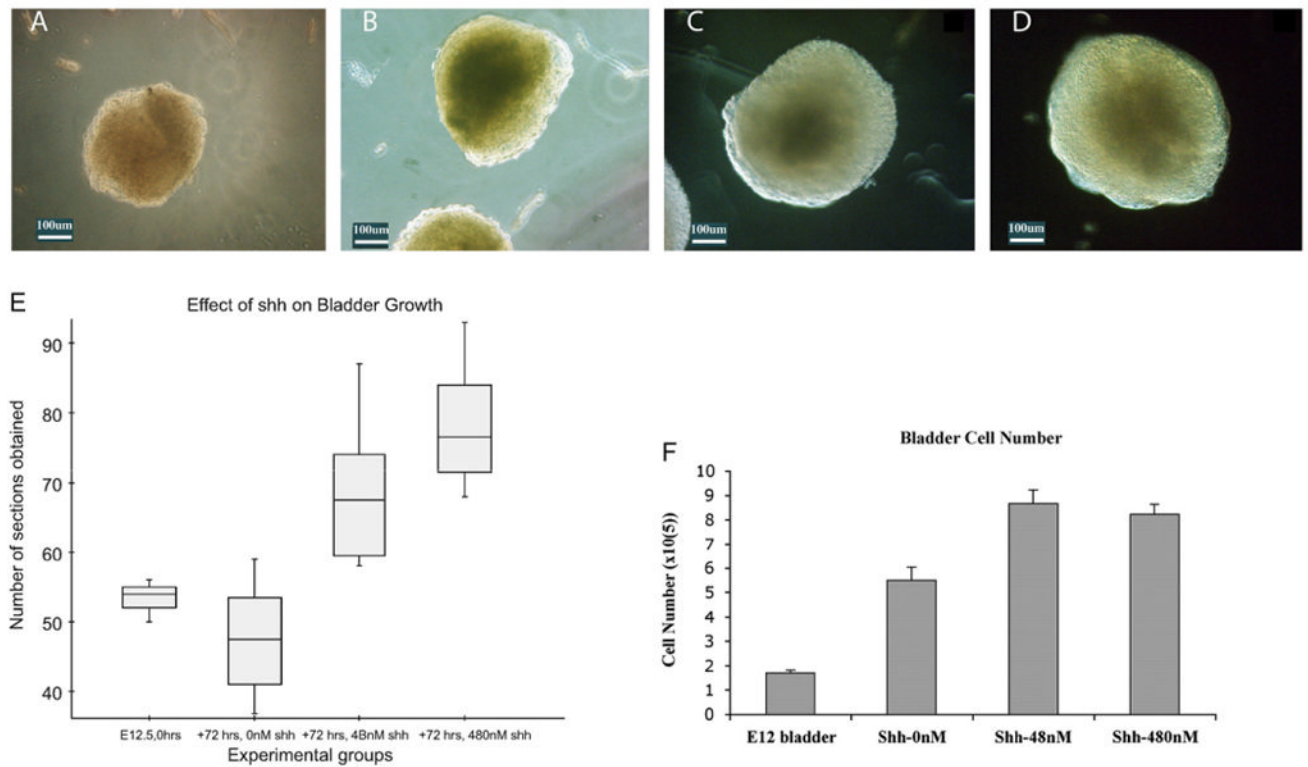 A
B
C
D
100um
100um
100um
100um
E
Effect of shh on Bladder Growth
Number of sections obtained
90
80
70
60
50
40
E12.5,0hrs
+72 hrs, 0nM shh
+72 hrs, 4BnM shh
+72 hrs, 480nM shh
Experimental groups
F
Bladder Cell Number
Cell Number (x10(5))
10
9
8
7
6
5
4
3
2
1
0
E12 bladder
Shh-0nM
Shh-48nM
Shh-480nM